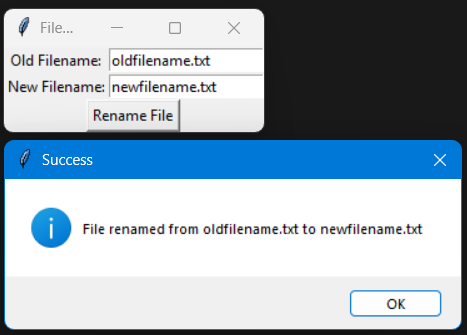 File...
Old Filename: oldfilename.txt
New Filename: newfilename.txt
Rename File
Success
File renamed from oldfilename.txt to newfilename.txt
OK